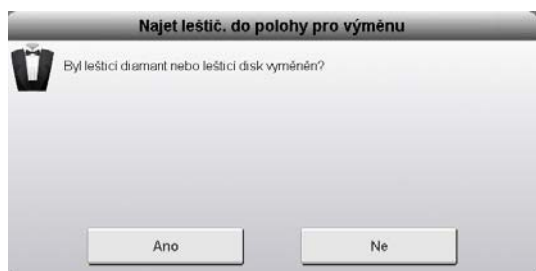 Najet leštič. do polohy pro výměnu
Byl lešticí diamant nebo lešticí disk vyměněn?
Ano
Ne